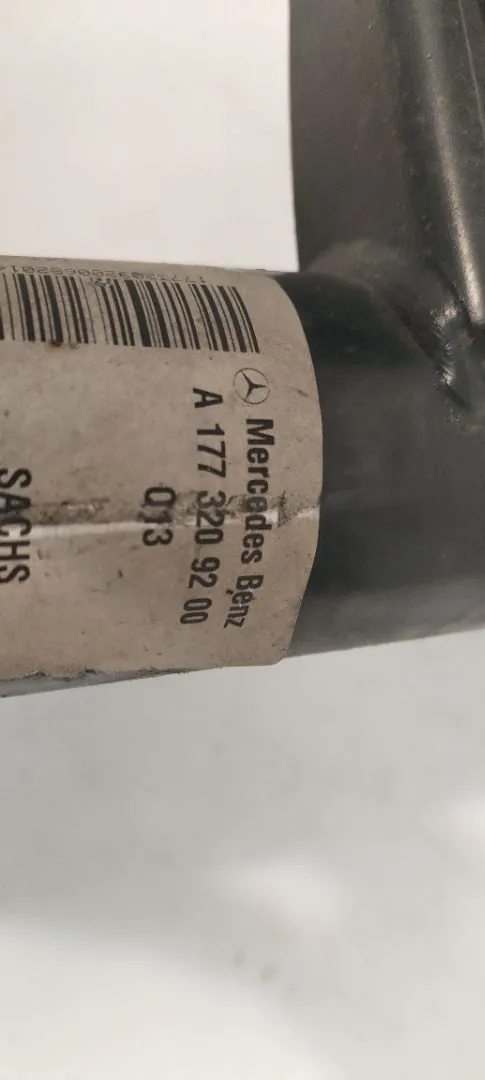 Mercedes Benz
A 177 320 92 00
Q13
SACHS